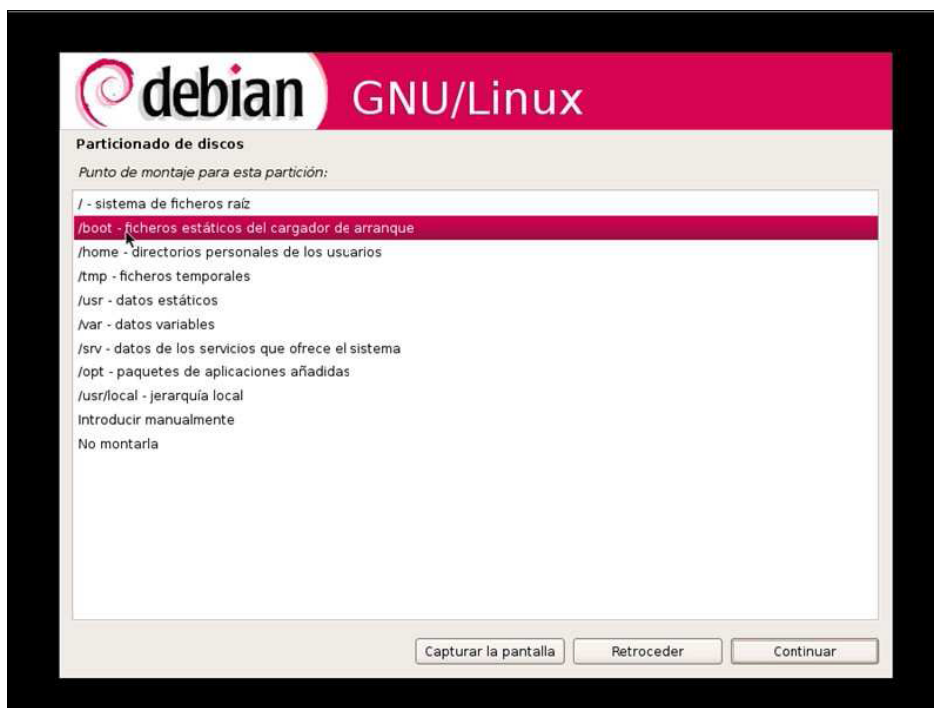 debian GNU/Linux
Particionado de discos
Punto de montaje para esta partición:
/ - sistema de ficheros raíz
/boot - ficheros estáticos del cargador de arranque
/home - directorios personales de los usuarios
/tmp - ficheros temporales
/usr - datos estáticos
/var - datos variables
/srv - datos de los servicios que ofrece el sistema
/opt - paquetes de aplicaciones añadidas
/usr/local - jerarquía local
Introducir manualmente
No montarla
Capturar la pantalla Retroceder Continuar